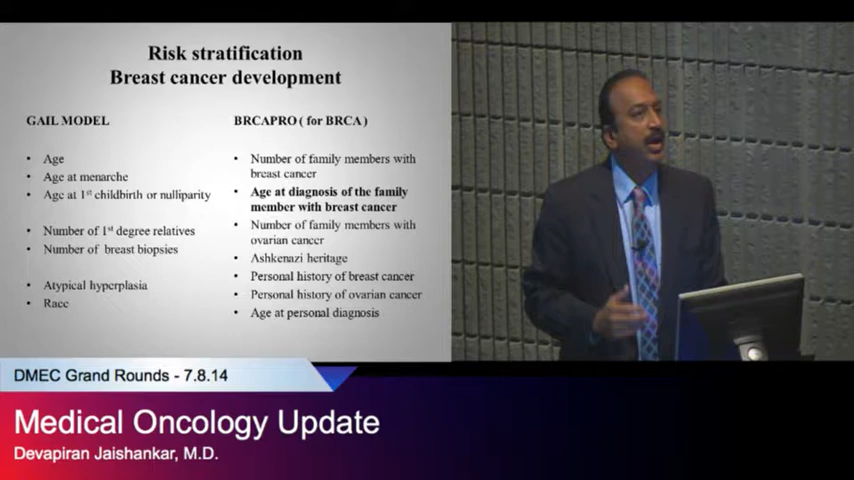 Risk stratification
Breast cancer development
GAIL MODEL
• Age
• Age at menarche
• Age at 1st childbirth or nulliparity
• Number of 1st degree relatives
• Number of breast biopsies
• Atypical hyperplasia
• Race
BRCAPRO ( for BRCA )
• Number of family members with
breast cancer
• Age at diagnosis of the family
member with breast cancer
• Number of family members with
ovarian cancer
• Ashkenazi heritage
• Personal history of breast cancer
• Personal history of ovarian cancer
• Age at personal diagnosis
DMEC Grand Rounds - 7.8.14
Medical Oncology Update
Devapiran Jaishankar, M.D.